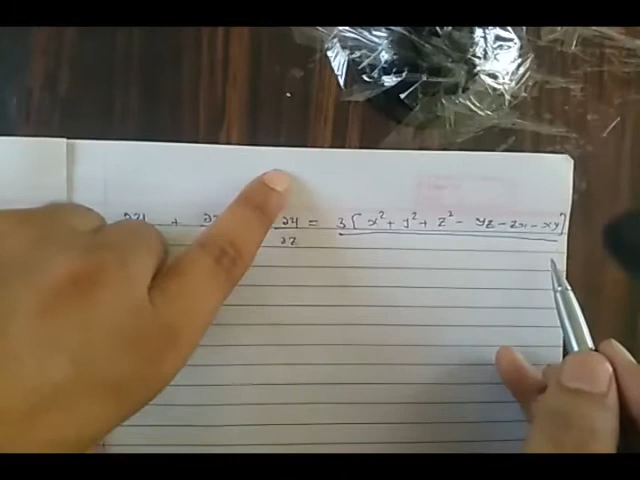 ∂u + ∂u = 3[x² + y² + z² - yz - zx - xy]
∂z